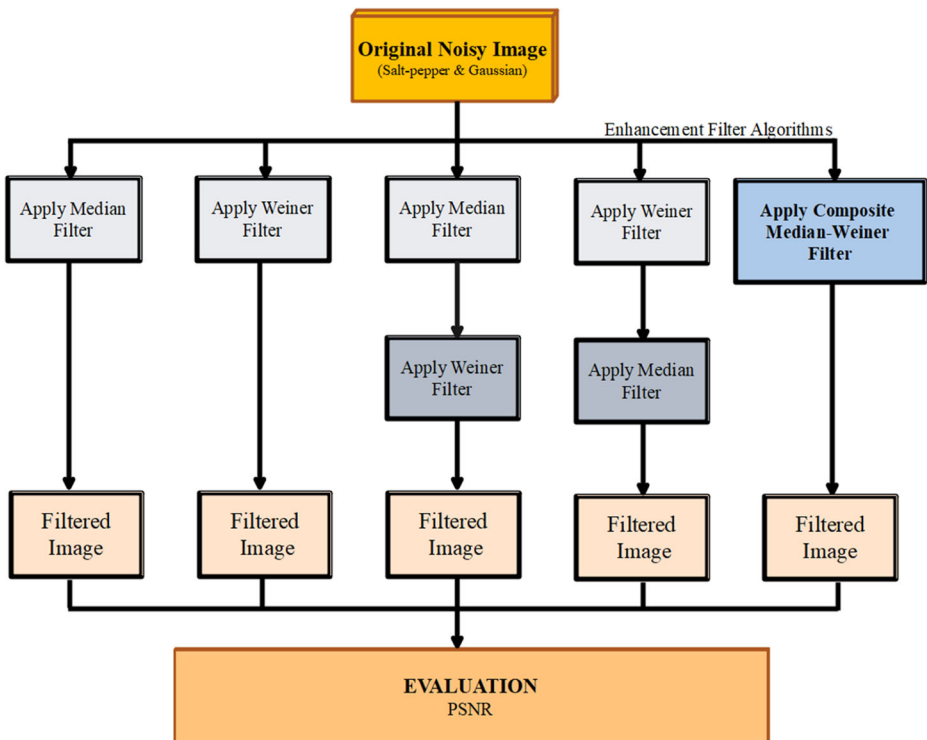 Original Noisy Image
(Salt-pepper & Gaussian)
Enhancement Filter Algorithms
Apply Median
Filter
Apply Weiner
Filter
Apply Median
Filter
Apply Weiner
Filter
Apply Composite
Median-Weiner
Filter
Apply Weiner
Filter
Apply Median
Filter
Filtered
Image
Filtered
Image
Filtered
Image
Filtered
Image
Filtered
Image
EVALUATION
PSNR